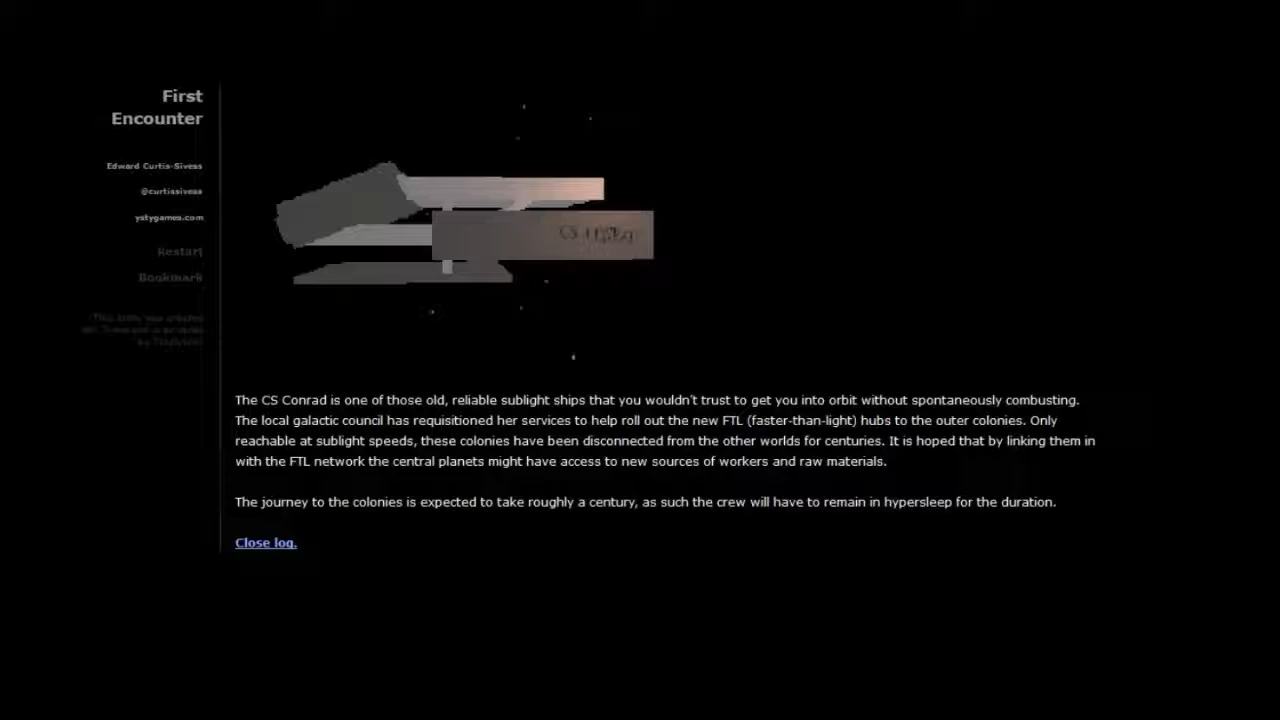 First
Encounter
Edward Curtis-Sivess
@curtissivess
ystygames.com
Restart
Bookmark
CS
The CS Conrad is one of those old, reliable sublight ships that you wouldn't trust to get you into orbit without spontaneously combusting.
The local galactic council has requisitioned her services to help roll out the new FTL (faster-than-light) hubs to the outer colonies. Only
reachable at sublight speeds, these colonies have been disconnected from the other worlds for centuries. It is hoped that by linking them in
with the FTL network the central planets might have access to new sources of workers and raw materials.
The journey to the colonies is expected to take roughly a century, as such the crew will have to remain in hypersleep for the duration.
Close log.